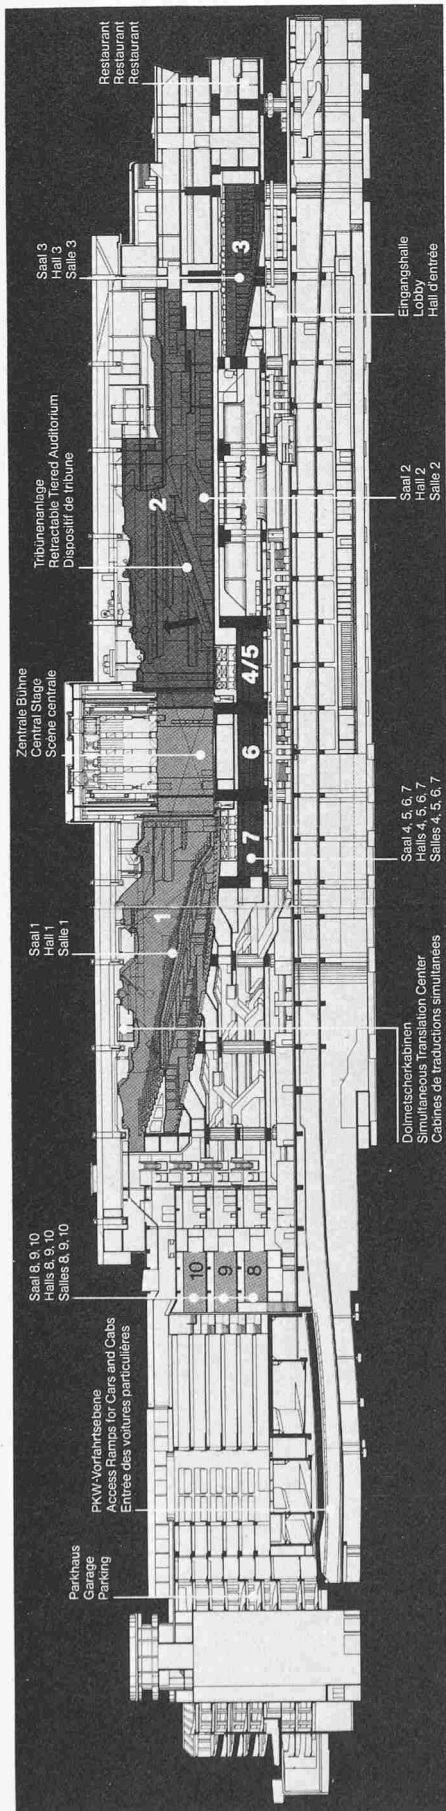 Parkhaus
Garage
Parking
PKW-Vorfahrtsebene
Access Ramps for Cars and Cabs
Entrée des voitures particulières
Saal 8, 9, 10
Halls 8, 9, 10
Salles 8, 9, 10
Saal 1
Hall 1
Salle 1
Zentrale Bühne
Central Stage
Scène centrale
Tribünenanlage
Retractable Tiered Auditorium
Dispositif de tribune
Saal 3
Hall 3
Salle 3
Restaurant
Restaurant
Restaurant
10
9
8
1
7
6
4/5
2
3
Dolmetscherkabinen
Simultaneous Translation Center
Cabines de traductions simultanées
Saal 4, 5, 6, 7
Halls 4, 5, 6, 7
Salles 4, 5, 6, 7
Saal 2
Hall 2
Salle 2
Eingangshalle
Lobby
Hall d'entrée